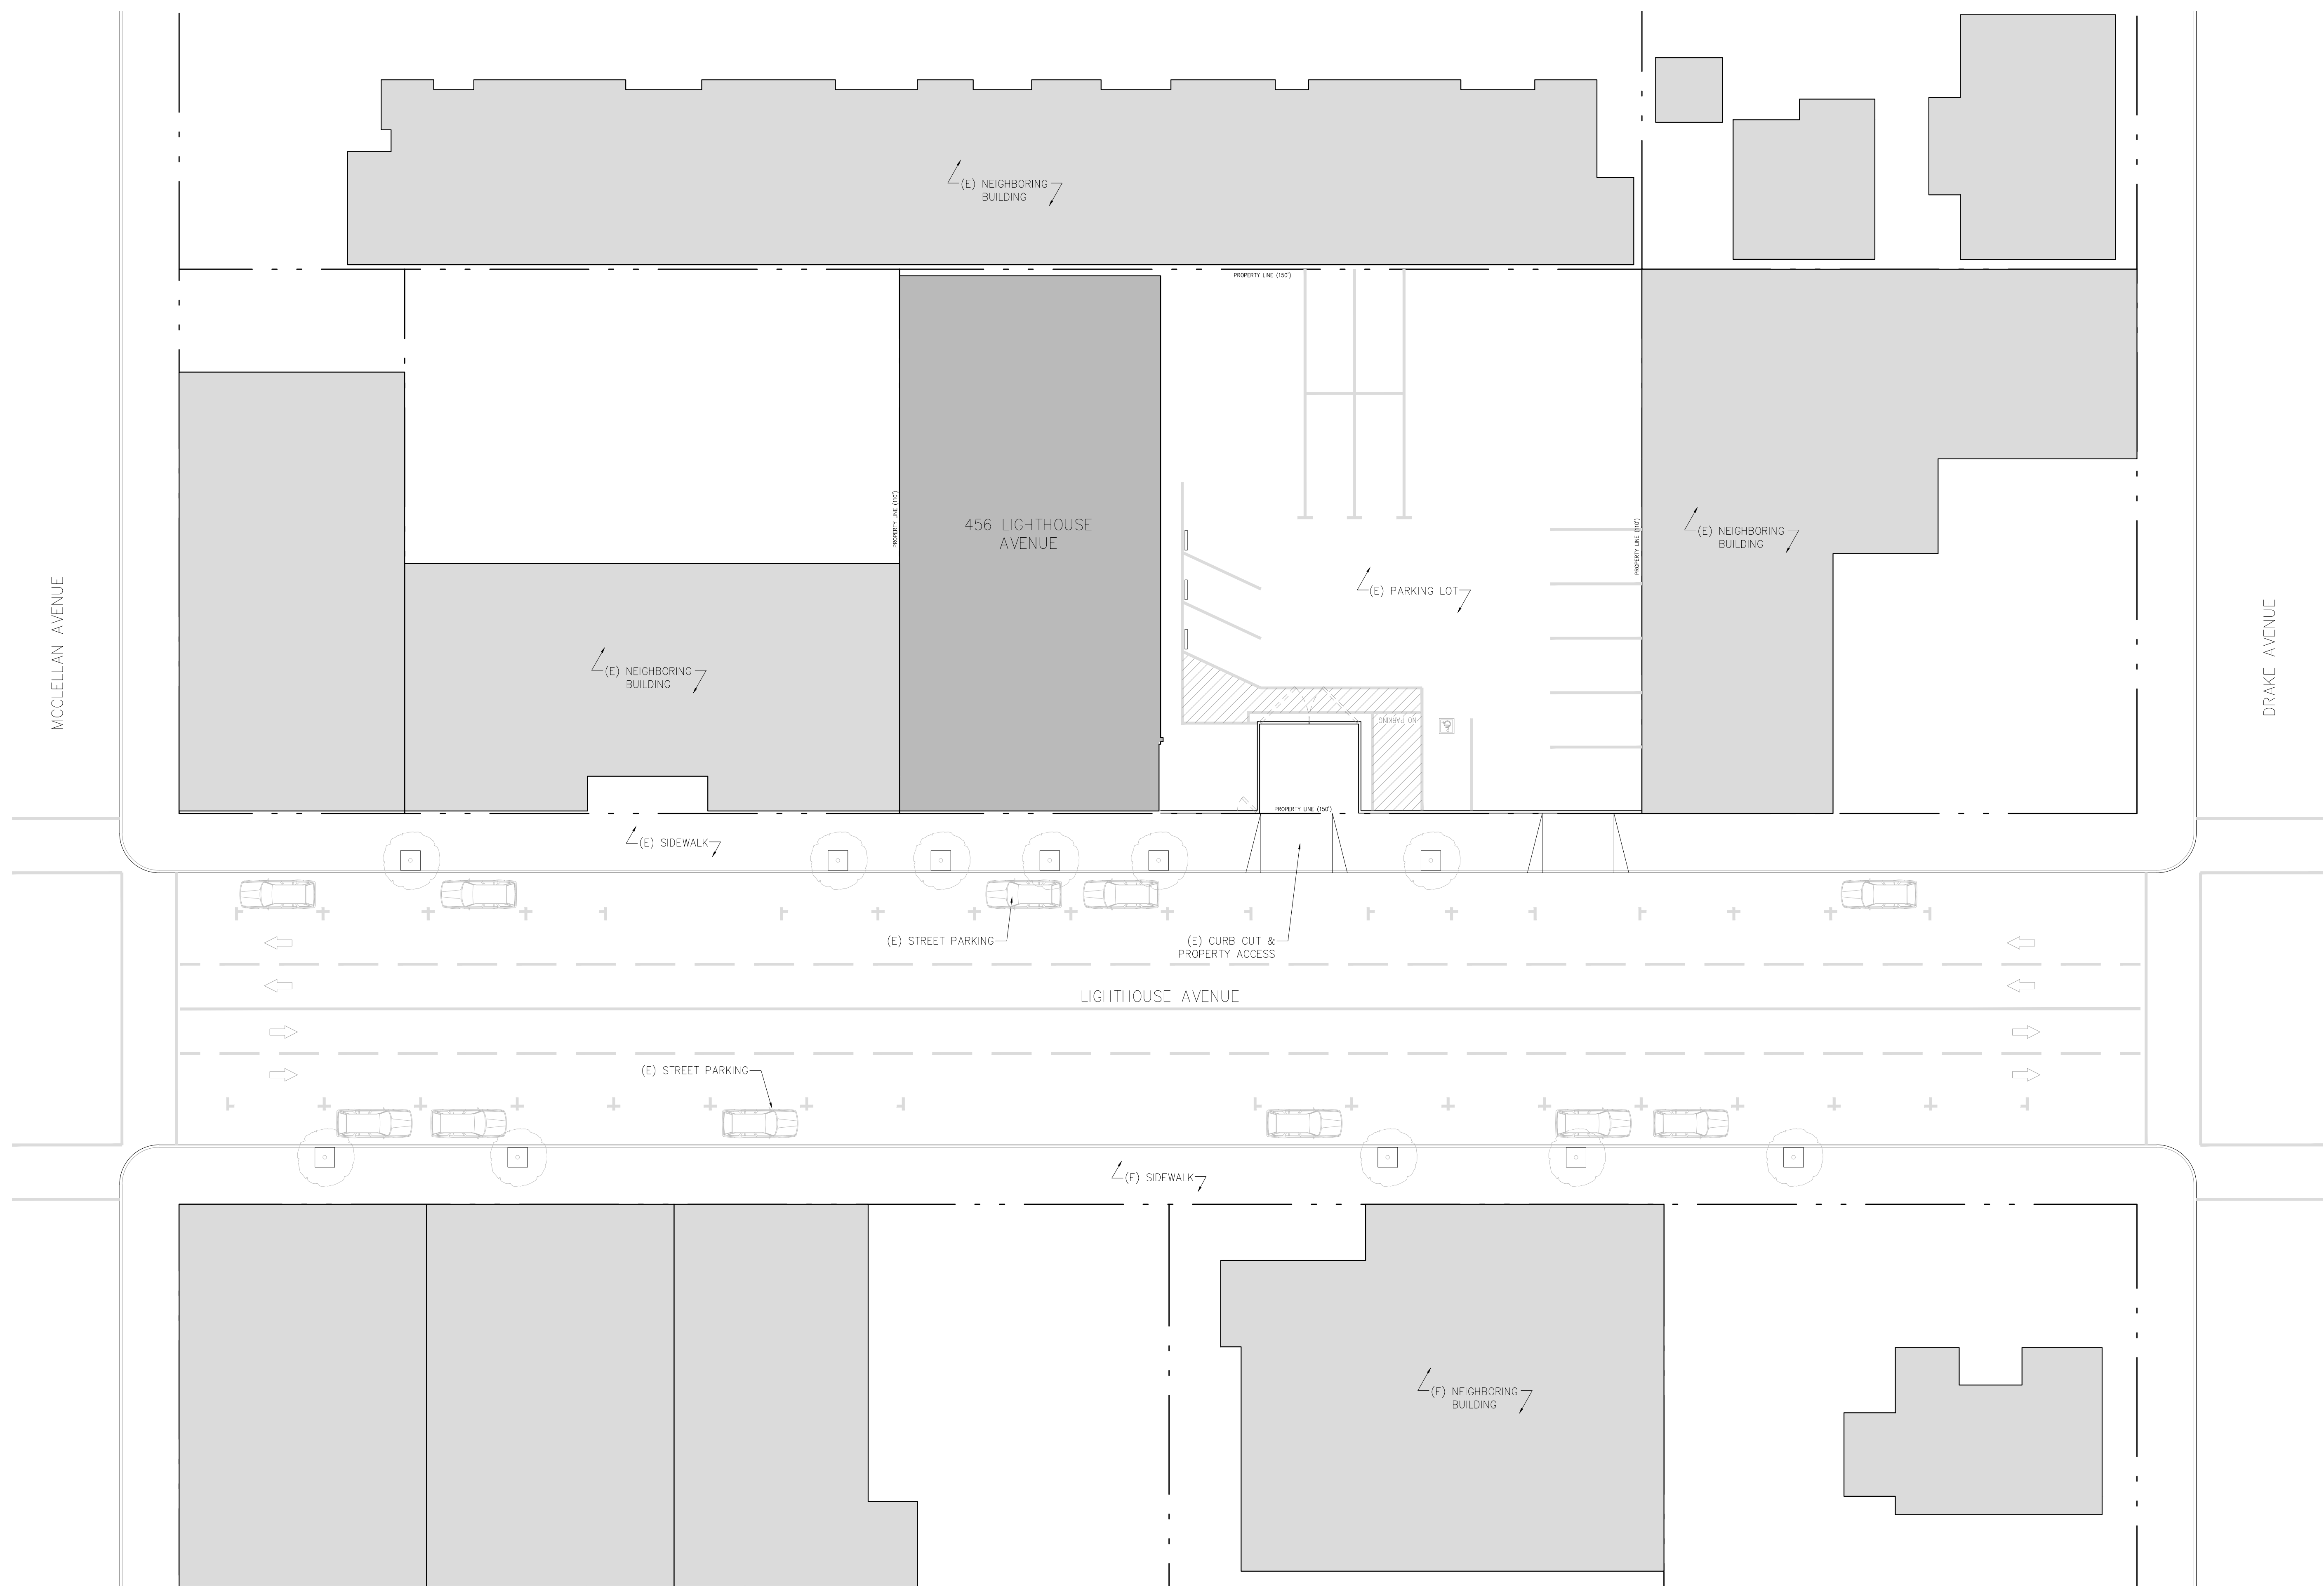 (E) NEIGHBORING
BUILDING
PROPERTY LINE (150')
PROPERTY LINE (110')
456 LIGHTHOUSE
AVENUE
PROPERTY LINE (110')
(E) NEIGHBORING
BUILDING
(E) PARKING LOT
MCCLELLAN AVENUE
DRAKE AVENUE
(E) NEIGHBORING
BUILDING
NO PARKING
PROPERTY LINE (150')
(E) SIDEWALK
(E) STREET PARKING
(E) CURB CUT &
PROPERTY ACCESS
LIGHTHOUSE AVENUE
(E) STREET PARKING
(E) SIDEWALK
(E) NEIGHBORING
BUILDING